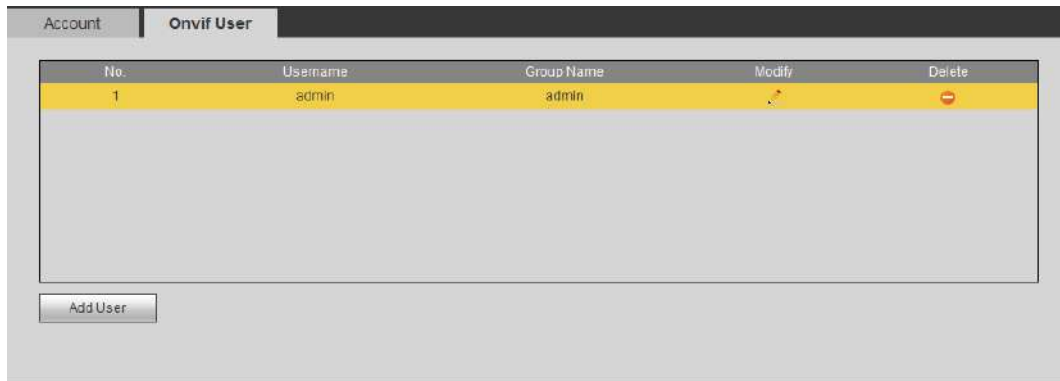 Account Onvif User
No. Username Group Name Modify Delete
1 admin admin
Add User